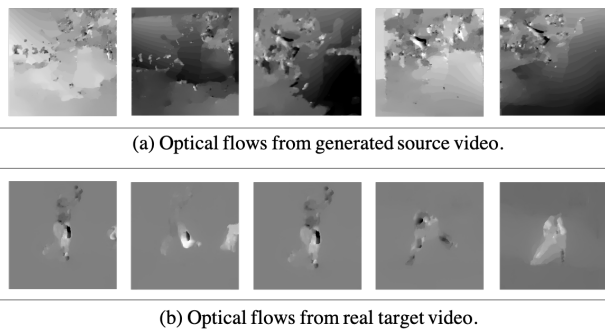 (a) Optical flows from generated source video.
(b) Optical flows from real target video.